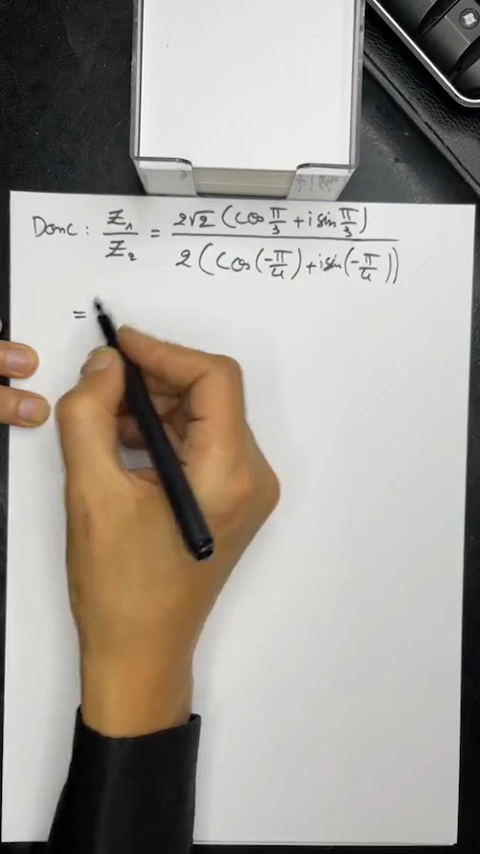 Donc : Z₁/Z₂ = 2√2 (cos π/3 + i sin π/3) / 2 (cos(-π/4) + i sin(-π/4))
=